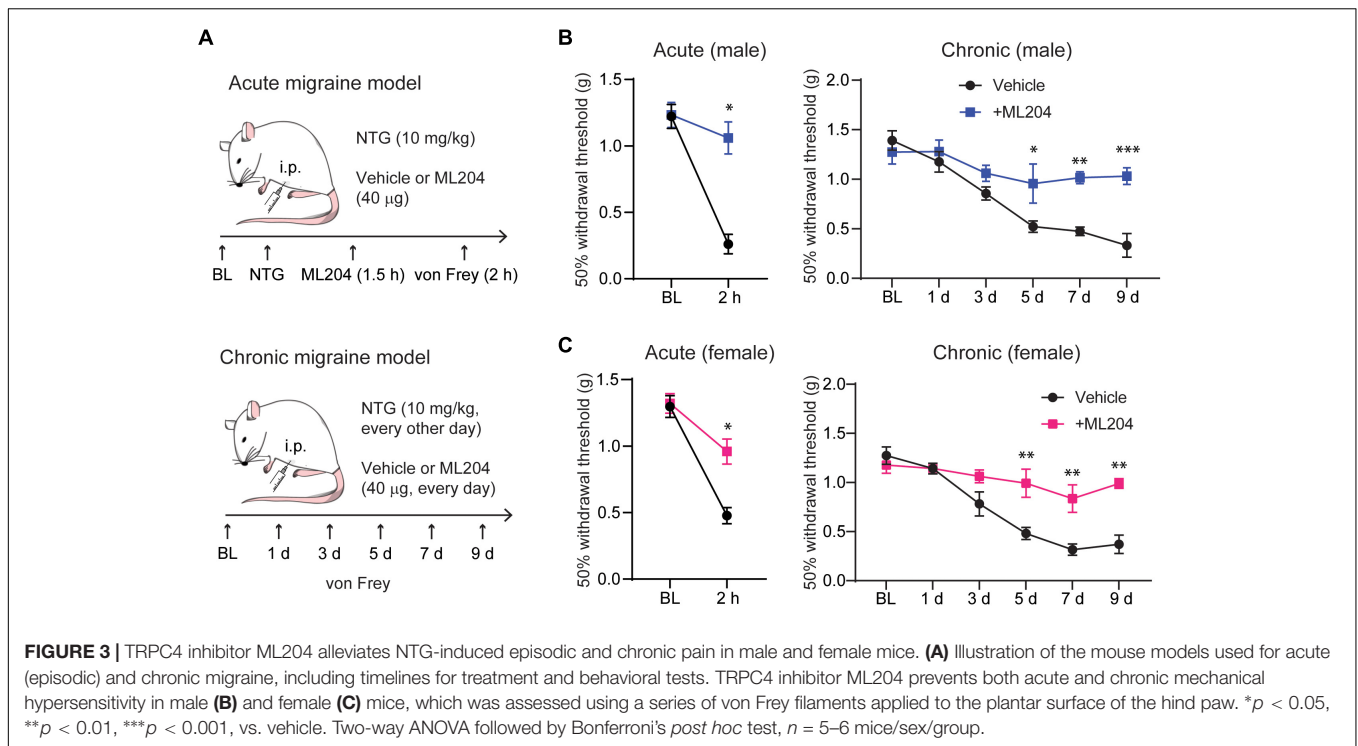 A
Acute migraine model
NTG (10 mg/kg)
i.p.
Vehicle or ML204
(40 μg)
BL NTG ML204 (1.5 h) von Frey (2 h)
Chronic migraine model
NTG (10 mg/kg,
every other day)
i.p.
Vehicle or ML204
(40 μg, every day)
BL 1 d 3 d 5 d 7 d 9 d
von Frey
B
Acute (male)
50% withdrawal threshold (g)
1.5
1.0
0.5
0.0
*
BL 2 h
Chronic (male)
50% withdrawal threshold (g)
2.0
1.5
1.0
0.5
0.0
Vehicle
+ML204
* ** ***
BL 1 d 3 d 5 d 7 d 9 d
C
Acute (female)
50% withdrawal threshold (g)
1.5
1.0
0.5
0.0
*
BL 2 h
Chronic (female)
50% withdrawal threshold (g)
2.0
1.5
1.0
0.5
0.0
Vehicle
+ML204
** ** **
BL 1 d 3 d 5 d 7 d 9 d
FIGURE 3 | TRPC4 inhibitor ML204 alleviates NTG-induced episodic and chronic pain in male and female mice. (A) Illustration of the mouse models used for acute
(episodic) and chronic migraine, including timelines for treatment and behavioral tests. TRPC4 inhibitor ML204 prevents both acute and chronic mechanical
hypersensitivity in male (B) and female (C) mice, which was assessed using a series of von Frey filaments applied to the plantar surface of the hind paw. *p < 0.05,
**p < 0.01, ***p < 0.001, vs. vehicle. Two-way ANOVA followed by Bonferroni's post hoc test, n = 5–6 mice/sex/group.